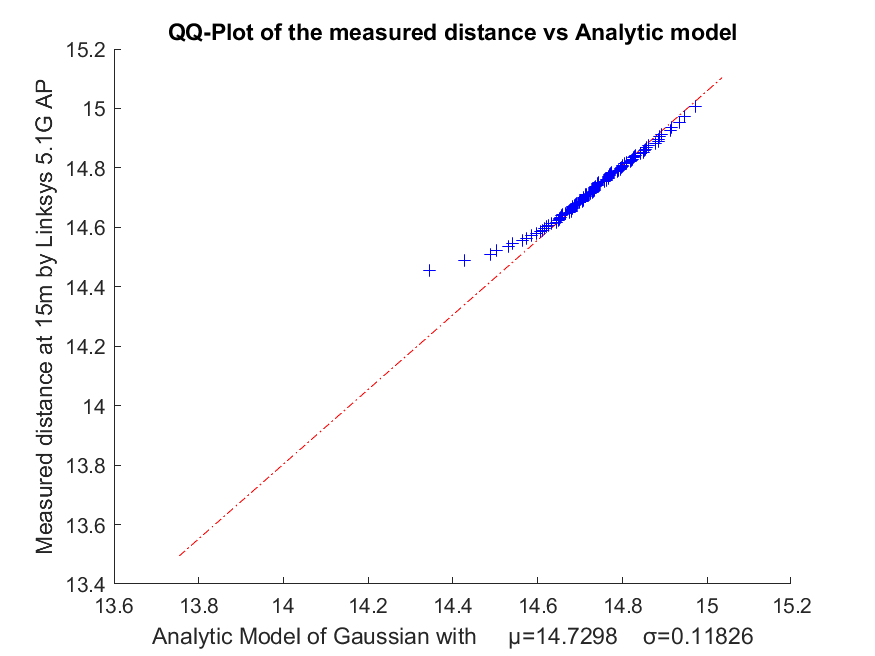 QQ-Plot of the measured distance vs Analytic model
15.2
15
14.8
14.6
14.4
14.2
14
13.8
13.6
13.4
Measured distance at 15m by Linksys 5.1G AP
13.6 13.8 14 14.2 14.4 14.6 14.8 15 15.2
Analytic Model of Gaussian with μ=14.7298 σ=0.11826